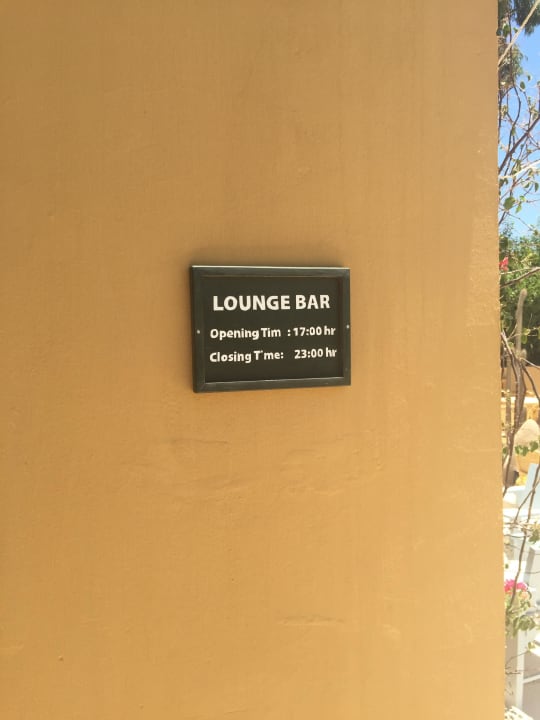 LOUNGE BAR
Opening Tim : 17:00 hr
Closing T'me: 23:00 hr